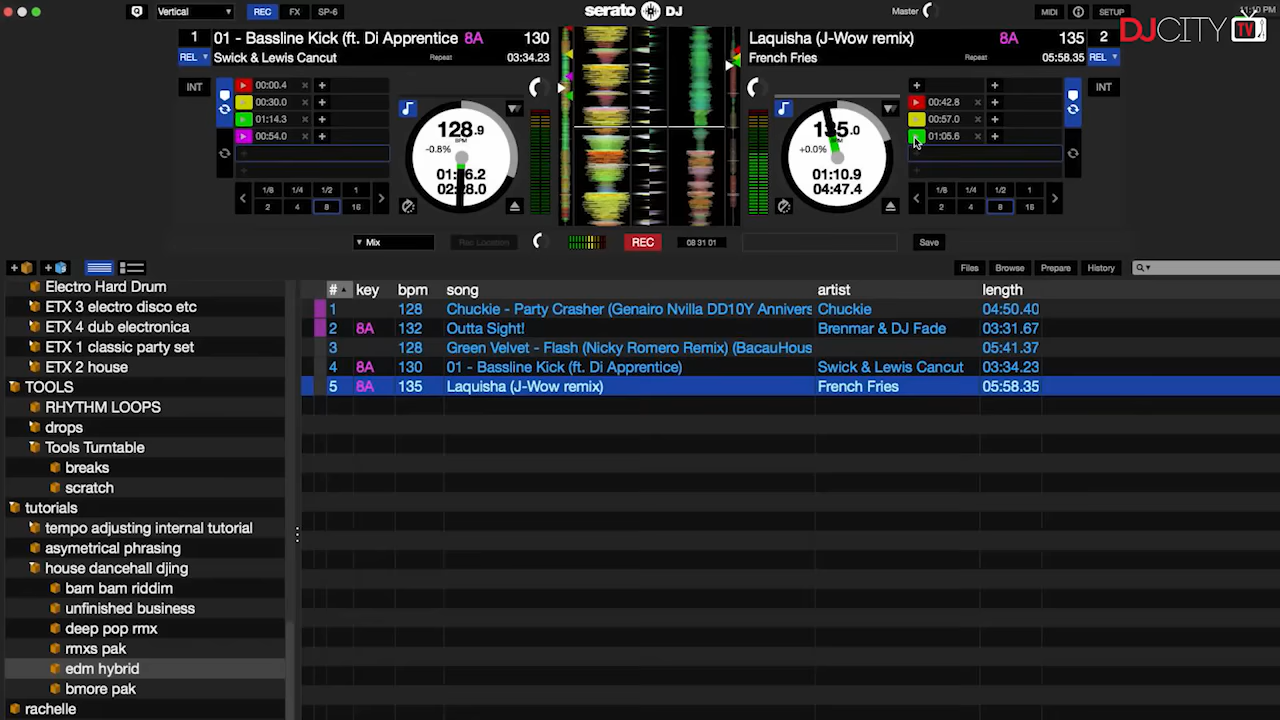 Vertical
REC
FX
SP-6
serato DJ
Master
11:10 PM
MIDI
SETUP
DJCITY TV
1
01 - Bassline Kick (ft. Di Apprentice
8A
130
REL
Swick & Lewis Cancut
Repeat
03:34.23
Laquisha (J-Wow remix)
8A
135
2
French Fries
Repeat
05:58.35
REL
INT
00:00.4
00:30.0
01:14.3
00:54.0
128.9
BPM
-0.8%
135.0
BPM
+0.0%
01:10.9
04:47.4
00:42.8
00:57.0
01:05.6
INT
1/8 1/4 1/2 1
2 4 8 16
1/8 1/4 1/2 1
2 4 8 16
Mix
Rec Location
REC
08 31 01
Save
Files
Browse
Prepare
History
Electro Hard Drum
ETX 3 electro disco etc
ETX 4 dub electronica
ETX 1 classic party set
ETX 2 house
TOOLS
RHYTHM LOOPS
drops
Tools Turntable
breaks
scratch
tutorials
tempo adjusting internal tutorial
asymetrical phrasing
house dancehall djing
bam bam riddim
unfinished business
deep pop rmx
rmxs pak
edm hybrid
bmore pak
rachelle
# key bpm song artist length
1 128 Chuckie - Party Crasher (Genairo Nvilla DD10Y Annivers Chuckie 04:50.40
2 8A 132 Outta Sight! Brenmar & DJ Fade 03:31.67
3 128 Green Velvet - Flash (Nicky Romero Remix) (BacauHous 05:41.37
4 8A 130 01 - Bassline Kick (ft. Di Apprentice) Swick & Lewis Cancut 03:34.23
5 8A 135 Laquisha (J-Wow remix) French Fries 05:58.35